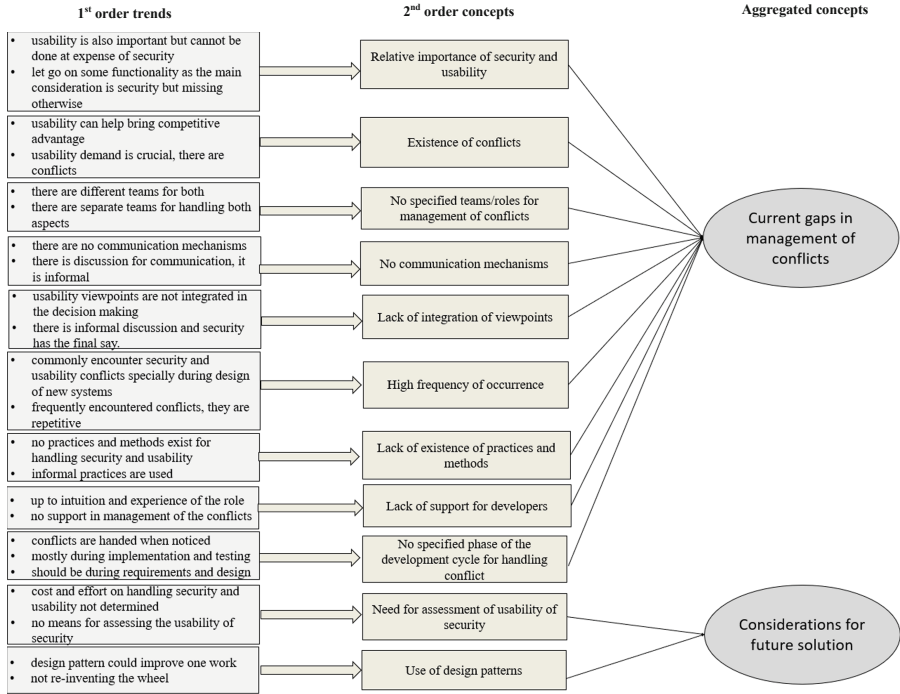 1st order trends
2nd order concepts
Aggregated concepts
• usability is also important but cannot be
done at expense of security
• let go on some functionality as the main
consideration is security but missing
otherwise
Relative importance of security and
usability
• usability can help bring competitive
advantage
• usability demand is crucial, there are
conflicts
Existence of conflicts
• there are different teams for both
• there are separate teams for handling both
aspects
No specified teams/roles for
management of conflicts
• there are no communication mechanisms
• there is discussion for communication, it
is informal
No communication mechanisms
• usability viewpoints are not integrated in
the decision making
• there is informal discussion and security
has the final say.
Lack of integration of viewpoints
• commonly encounter security and
usability conflicts specially during design
of new systems
• frequently encountered conflicts, they are
repetitive
High frequency of occurrence
• no practices and methods exist for
handling security and usability
• informal practices are used
Lack of existence of practices and
methods
• up to intuition and experience of the role
• no support in management of the conflicts
Lack of support for developers
• conflicts are handed when noticed
• mostly during implementation and testing
• should be during requirements and design
No specified phase of the
development cycle for handling
conflict
• cost and effort on handling security and
usability not determined
• no means for assessing the usability of
security
Need for assessment of usability of
security
• design pattern could improve one work
• not re-inventing the wheel
Use of design patterns
Current gaps in
management of
conflicts
Considerations for
future solution